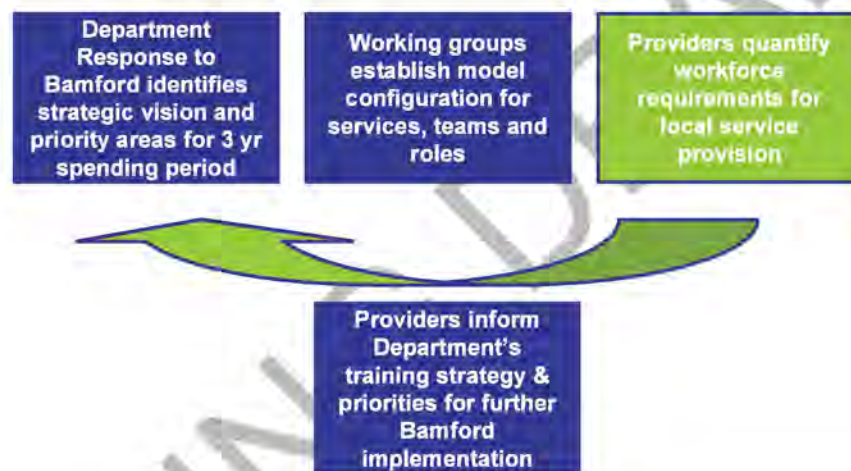 Department
Response to
Bamford identifies
strategic vision and
priority areas for 3 yr
spending period
Working groups
establish model
configuration for
services, teams and
roles
Providers quantify
workforce
requirements for
local service
provision
Providers inform
Department's
training strategy &
priorities for further
Bamford
implementation